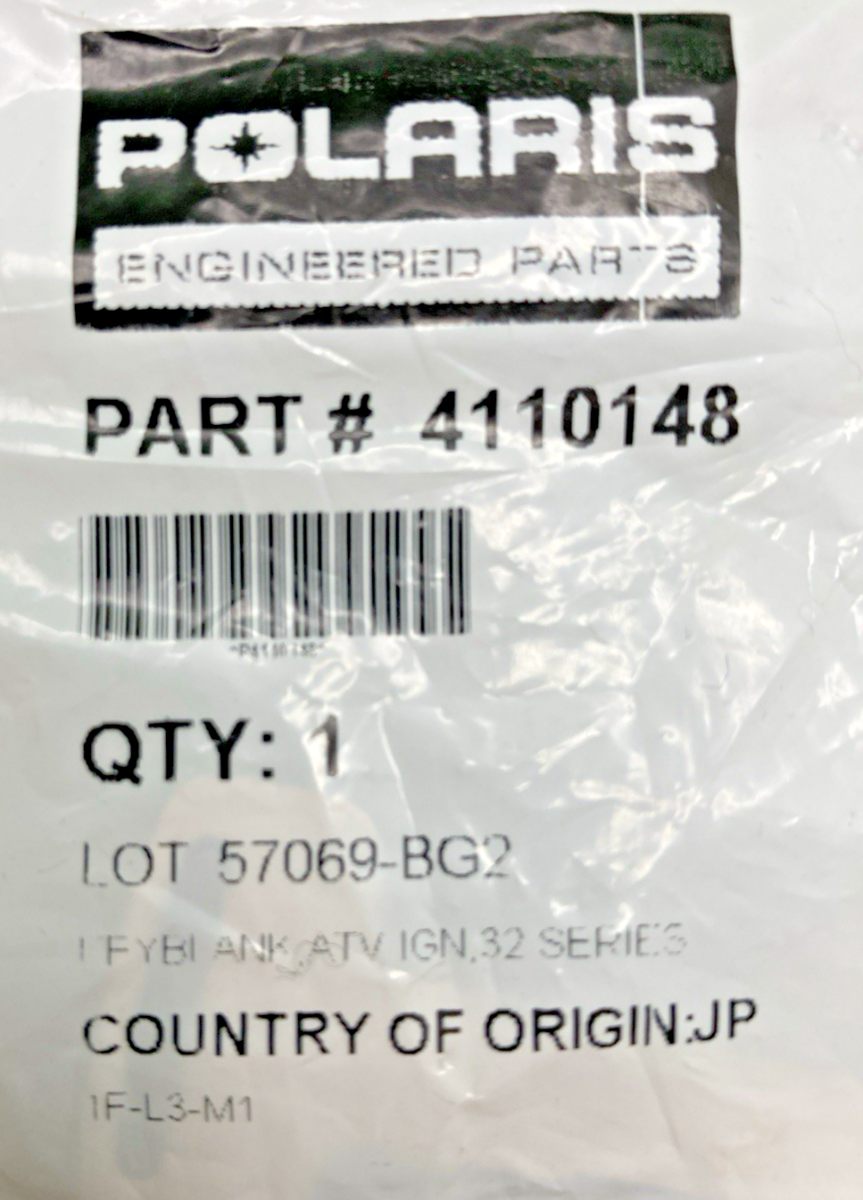 POLARIS
ENGINEERED PARTS
PART # 4110148
QTY: 1
LOT 57069-BG2
KEYBLANK,ATV IGN,32 SERIES
COUNTRY OF ORIGIN:JP
1F-L3-M1